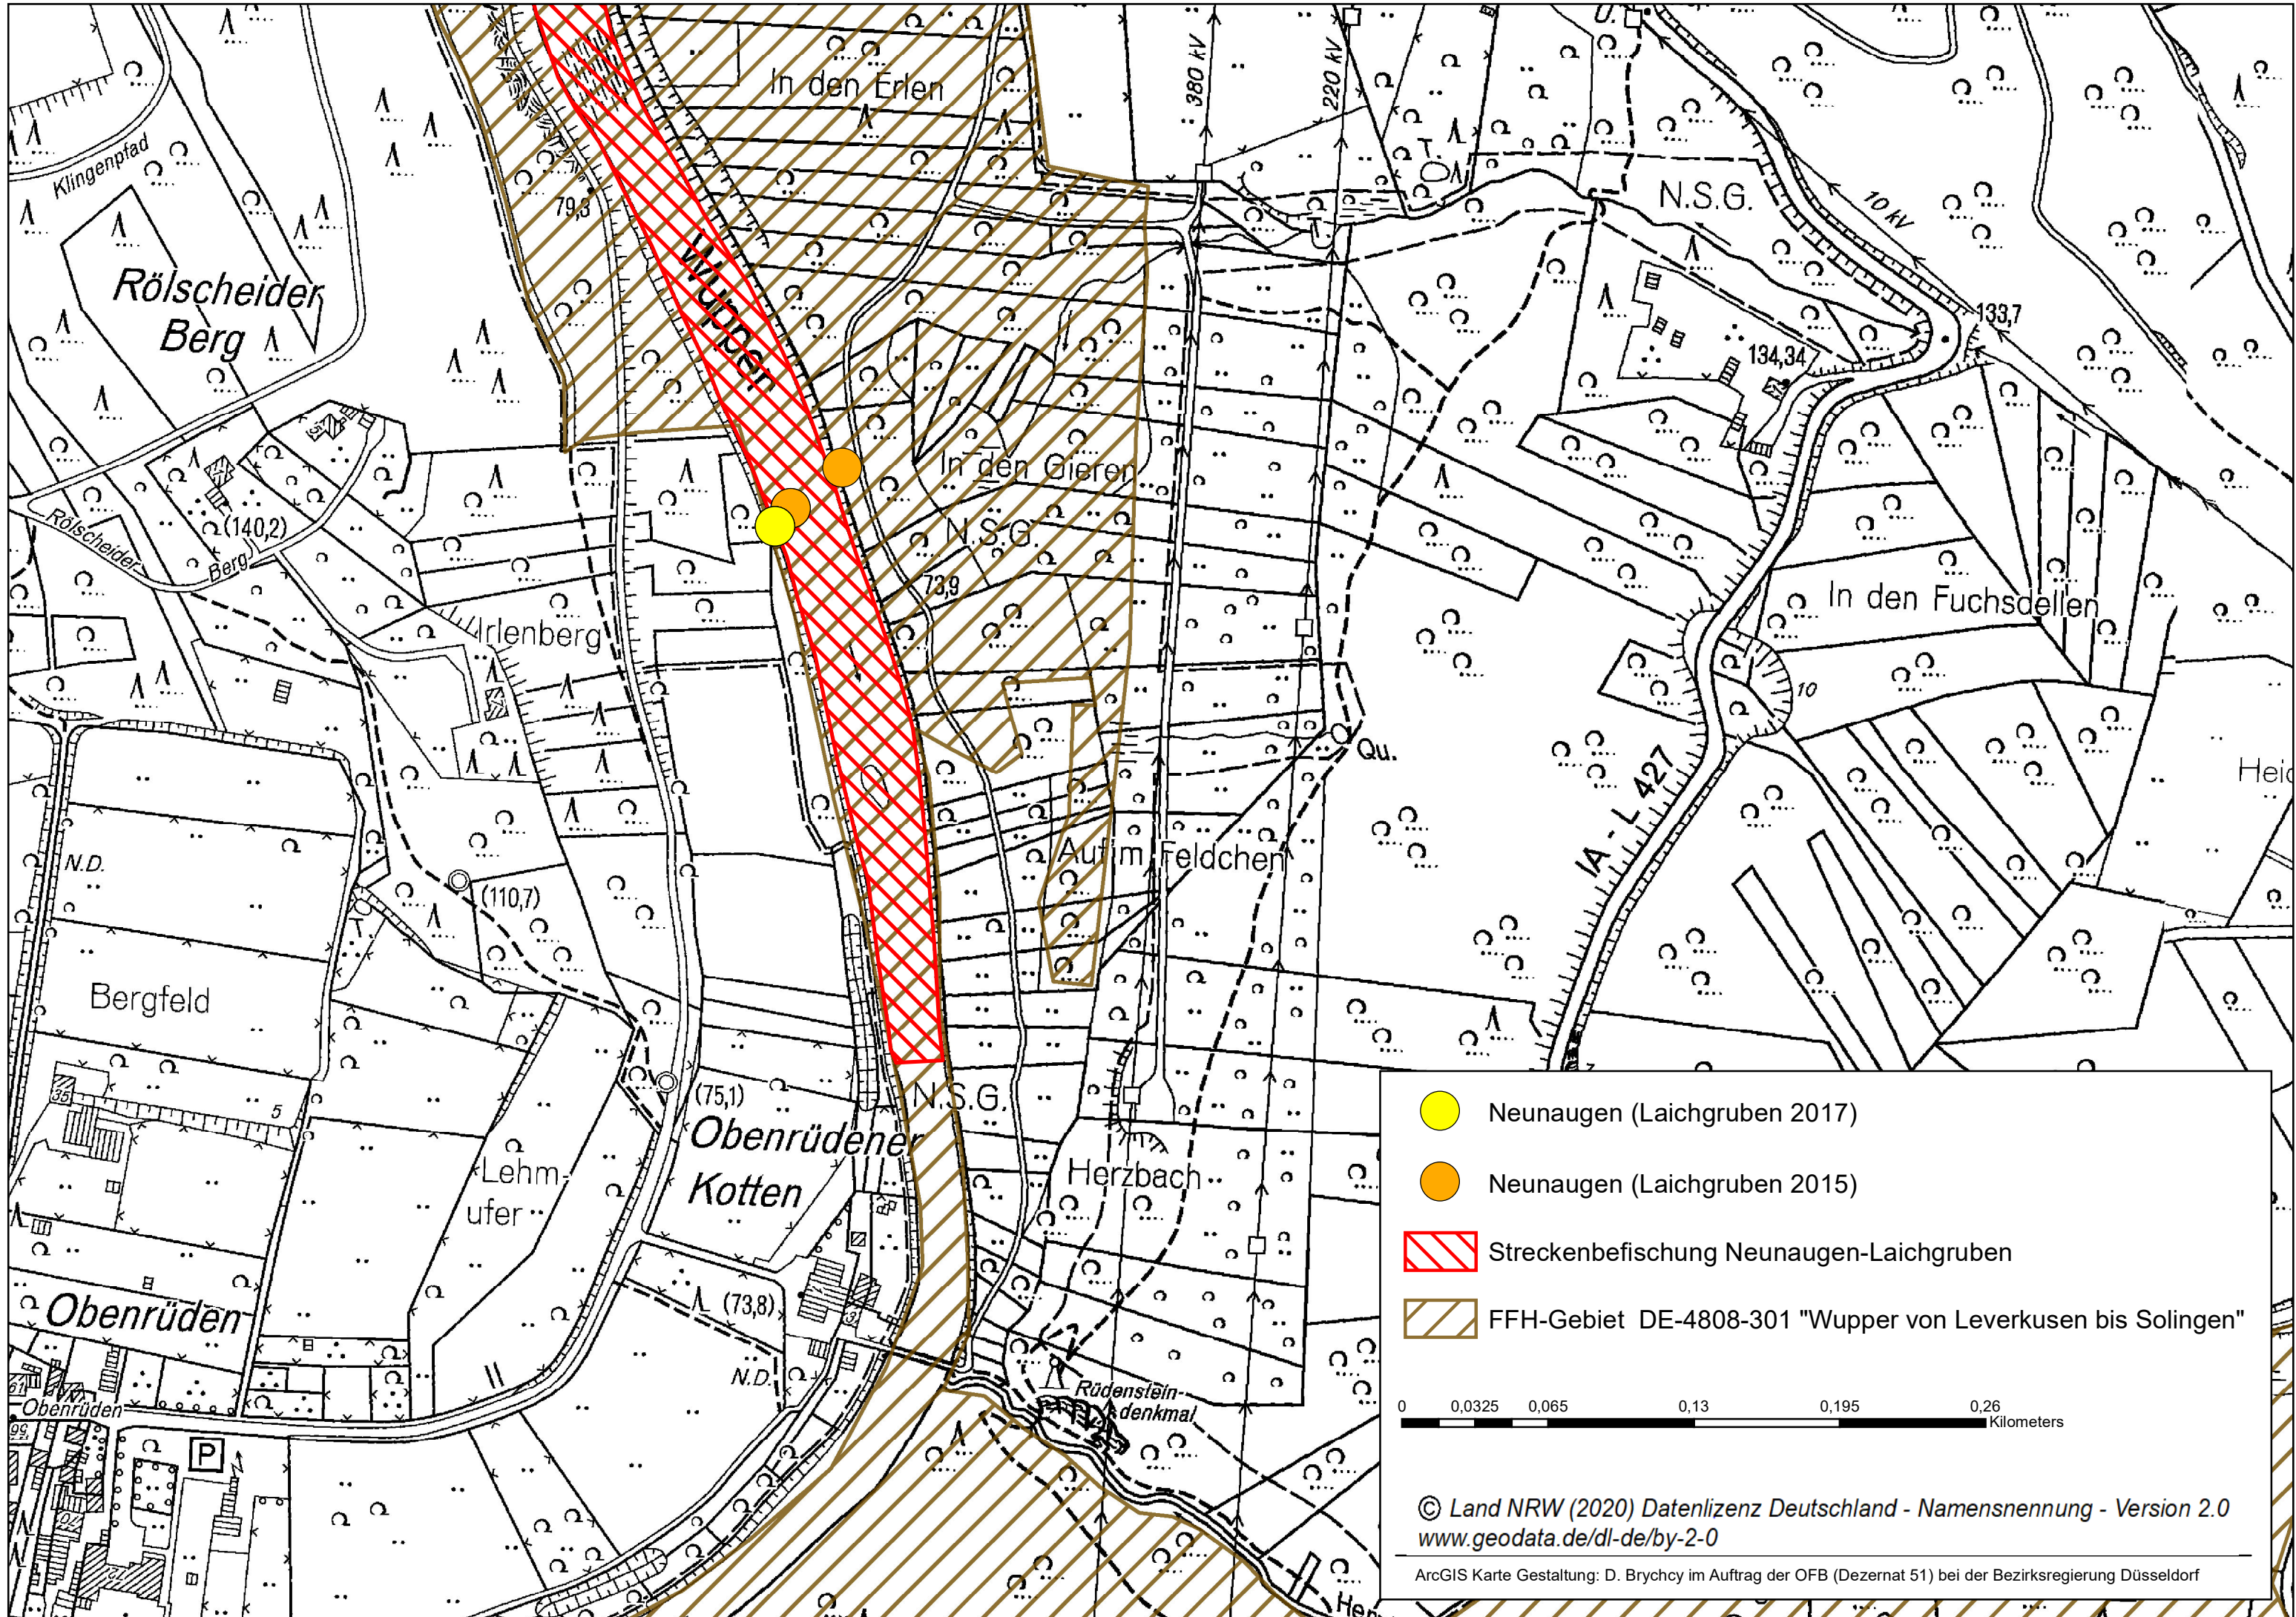 In den Erlen
380 kV
220 kV
U.
Klingenpfad
T.
N.S.G.
10 kV
79,3
Wupper
Rölscheider
Berg
133,7
134,34
In den Gieren
(140,2)
Rölscheider
Berg
N.S.G.
73,9
In den Fuchsdellen
Irlenberg
10
Qu.
IA - L 427
N.D.
Auf'm Feldchen
(110,7)
T.
Bergfeld
(75,1)
N.S.G.
35
5
Obenrüdener
Kotten
Lehm-
ufer
Herzbach
Obenrüden
(73,8)
N.D.
61
Obenrüden
Rüdenstein-
denkmal
P
Neunaugen (Laichgruben 2017)
Neunaugen (Laichgruben 2015)
Streckenbefischung Neunaugen-Laichgruben
FFH-Gebiet DE-4808-301 "Wupper von Leverkusen bis Solingen"
0 0,0325 0,065 0,13 0,195 0,26
Kilometers
© Land NRW (2020) Datenlizenz Deutschland - Namensnennung - Version 2.0
www.geodata.de/dl-de/by-2-0
ArcGIS Karte Gestaltung: D. Brychcy im Auftrag der OFB (Dezernat 51) bei der Bezirksregierung Düsseldorf